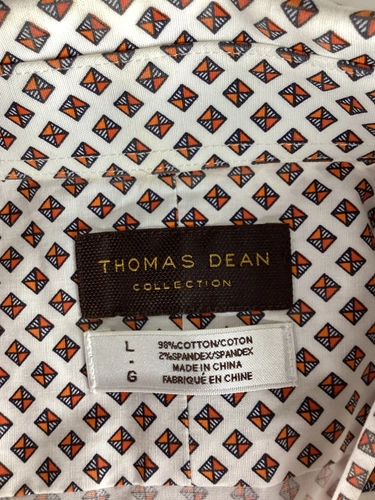 THOMAS DEAN
COLLECTION
L
-
G
98%COTTON/COTON
2%SPANDEX/SPANDEX
MADE IN CHINA
FABRIQUÉ EN CHINE